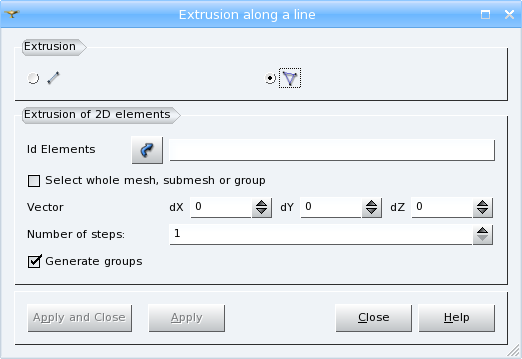 Extrusion along a line
Extrusion
Extrusion of 2D elements
Id Elements
Select whole mesh, submesh or group
Vector dX 0 dY 0 dZ 0
Number of steps: 1
Generate groups
Apply and Close Apply Close Help